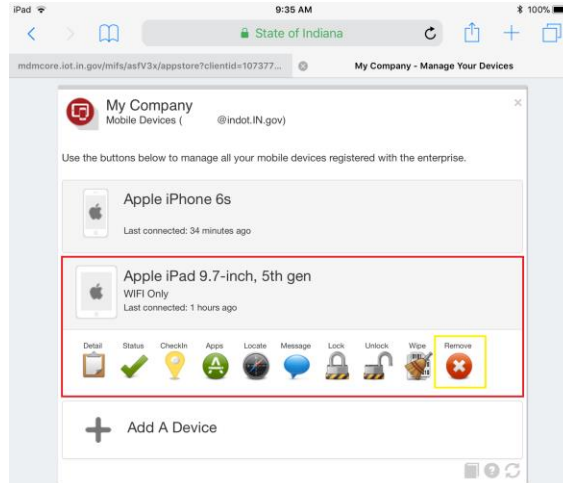 iPad 9:35 AM 100%
State of Indiana
mdmcore.iot.in.gov/mifs/asfV3x/appstore?clientid=107377... My Company - Manage Your Devices
My Company
Mobile Devices ( @indot.IN.gov)
Use the buttons below to manage all your mobile devices registered with the enterprise.
Apple iPhone 6s
Last connected: 34 minutes ago
Apple iPad 9.7-inch, 5th gen
WIFI Only
Last connected: 1 hours ago
Detail Status CheckIn Apps Locate Message Lock Unlock Wipe Remove
Add A Device